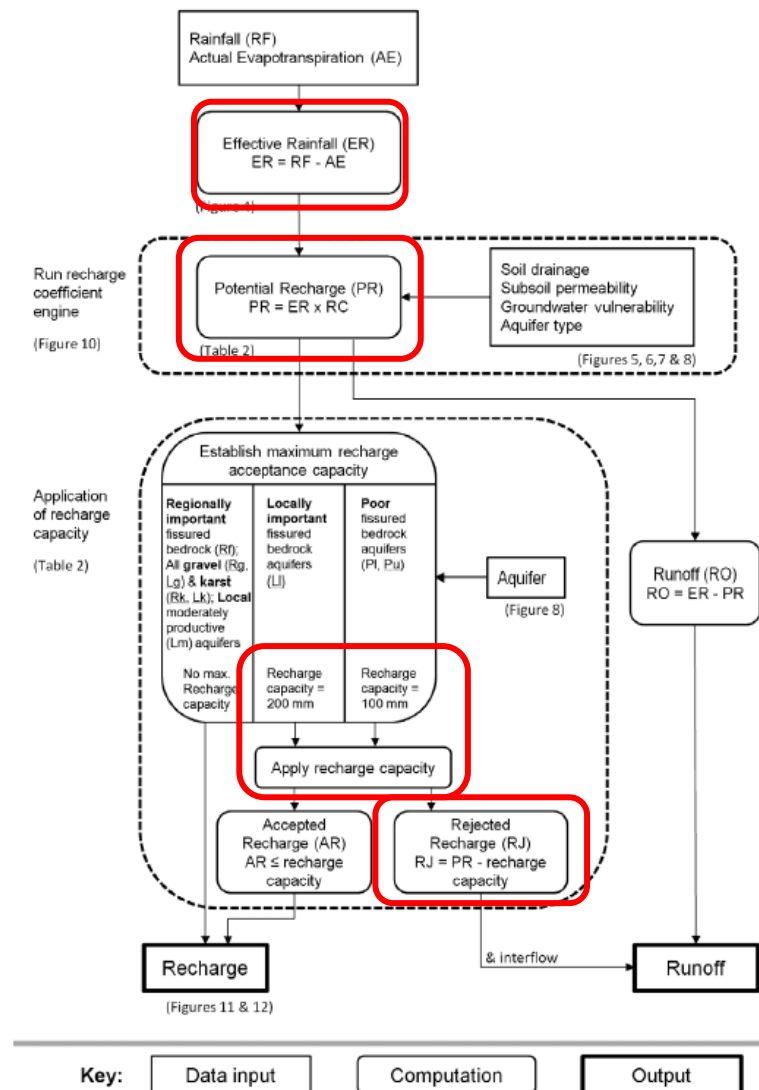 Rainfall (RF)
Actual Evapotranspiration (AE)
Effective Rainfall (ER)
ER = RF - AE
(Figure 4)
Run recharge
coefficient
engine
(Figure 10)
Potential Recharge (PR)
PR = ER x RC
(Table 2)
Soil drainage
Subsoil permeability
Groundwater vulnerability
Aquifer type
(Figures 5, 6,7 & 8)
Application
of recharge
capacity
(Table 2)
Establish maximum recharge
acceptance capacity
Regionally
important
fissured
bedrock (Rf);
All gravel (Rg,
Lg) & karst
(Rk, Lk); Local
moderately
productive
(Lm) aquifers
No max.
Recharge
capacity
Locally
important
fissured
bedrock
aquifers
(Ll)
Recharge
capacity =
200 mm
Poor
fissured
bedrock
aquifers
(Pl, Pu)
Recharge
capacity =
100 mm
Aquifer
(Figure 8)
Runoff (RO)
RO = ER - PR
Apply recharge capacity
Accepted
Recharge (AR)
AR ≤ recharge
capacity
Rejected
Recharge (RJ)
RJ = PR - recharge
capacity
& interflow
Recharge
(Figures 11 & 12)
Runoff
Key:
Data input
Computation
Output